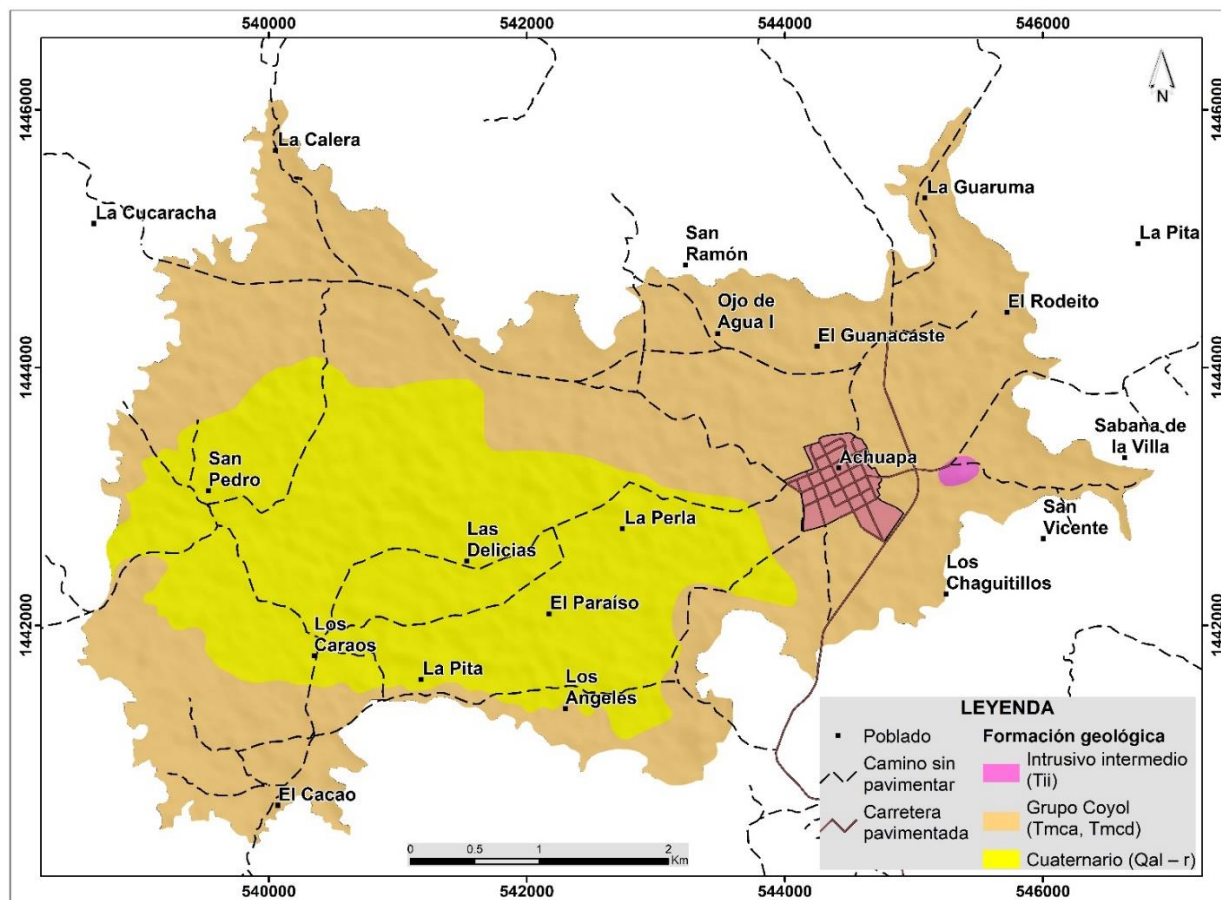 540000
542000
544000
546000
1446000
1446000
N
La Calera
La Guaruma
La Cucaracha
San
Ramón
La Pita
Ojo de
Agua I
El Rodeito
El Guanacaste
1444000
1444000
Sabana de
la Villa
San
Pedro
Achuapa
La Perla
San
Vicente
Las
Delicias
Los
Chaguitillos
El Paraíso
1442000
1442000
Los
Caraos
La Pita
Los
Angeles
El Cacao
LEYENDA
Poblado
Camino sin
pavimentar
Carretera
pavimentada
Formación geológica
Intrusivo intermedio
(Tii)
Grupo Coyol
(Tmca, Tmcd)
Cuaternario (Qal – r)
0
0.5
1
2
Km
540000
542000
544000
546000